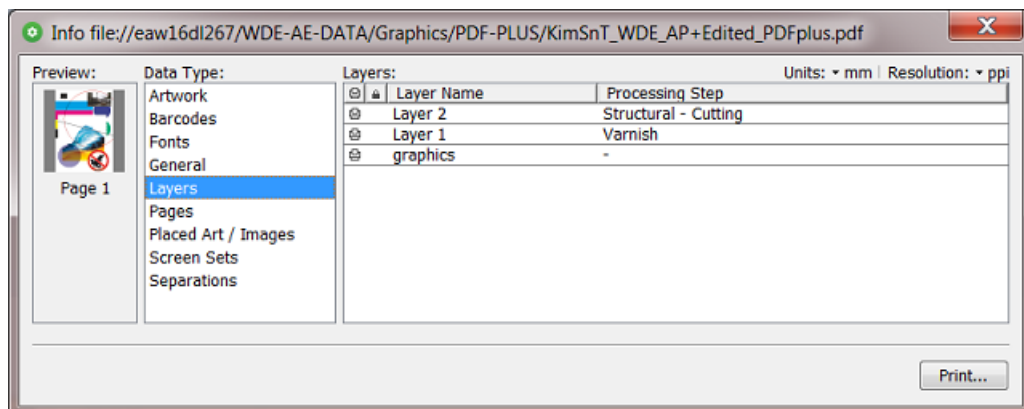 Info file://eaw16dl267/WDE-AE-DATA/Graphics/PDF-PLUS/KimSnT_WDE_AP+Edited_PDFplus.pdf
Preview:
Page 1
Data Type:
Artwork
Barcodes
Fonts
General
Layers
Pages
Placed Art / Images
Screen Sets
Separations
Layers:
Units: mm | Resolution: ppi
Layer Name Processing Step
Layer 2 Structural - Cutting
Layer 1 Varnish
graphics -
Print...